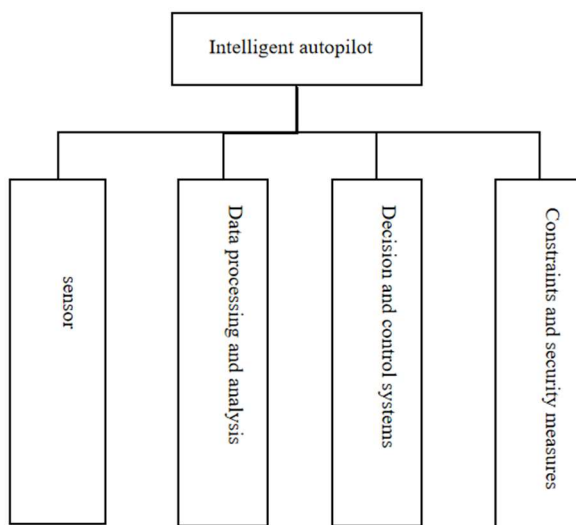 Intelligent autopilot
sensor
Data processing and analysis
Decision and control systems
Constraints and security measures